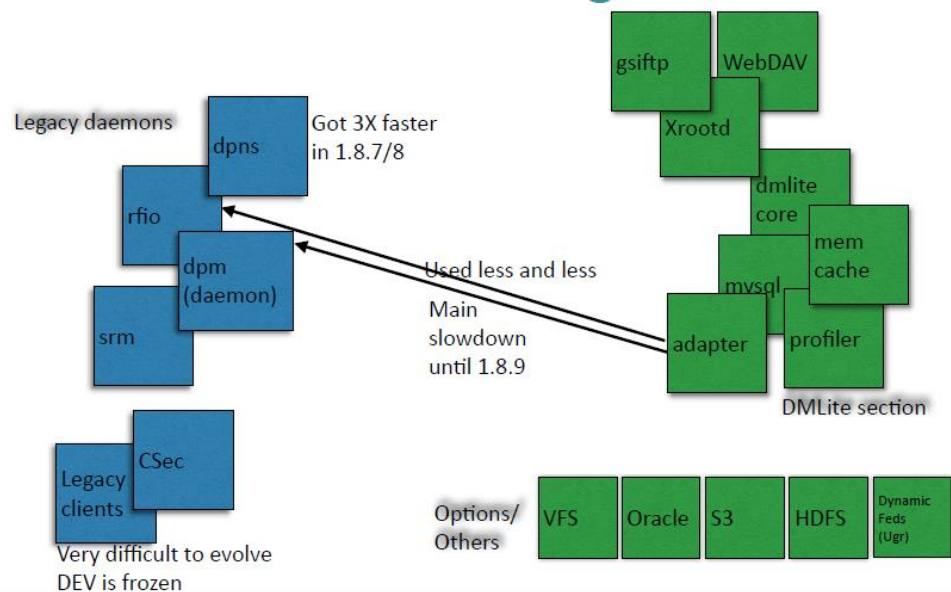 Legacy daemons
dpns
Got 3X faster
in 1.8.7/8
rfio
dpm
(daemon)
srm
Legacy
clients
CSec
Very difficult to evolve
DEV is frozen
Used less and less
Main
slowdown
until 1.8.9
gsiftp
WebDAV
Xrootd
dmlite
core
mem
cache
mysql
adapter
profiler
DMLite section
Options/
Others
VFS
Oracle
S3
HDFS
Dynamic
Feds
(Ugr)